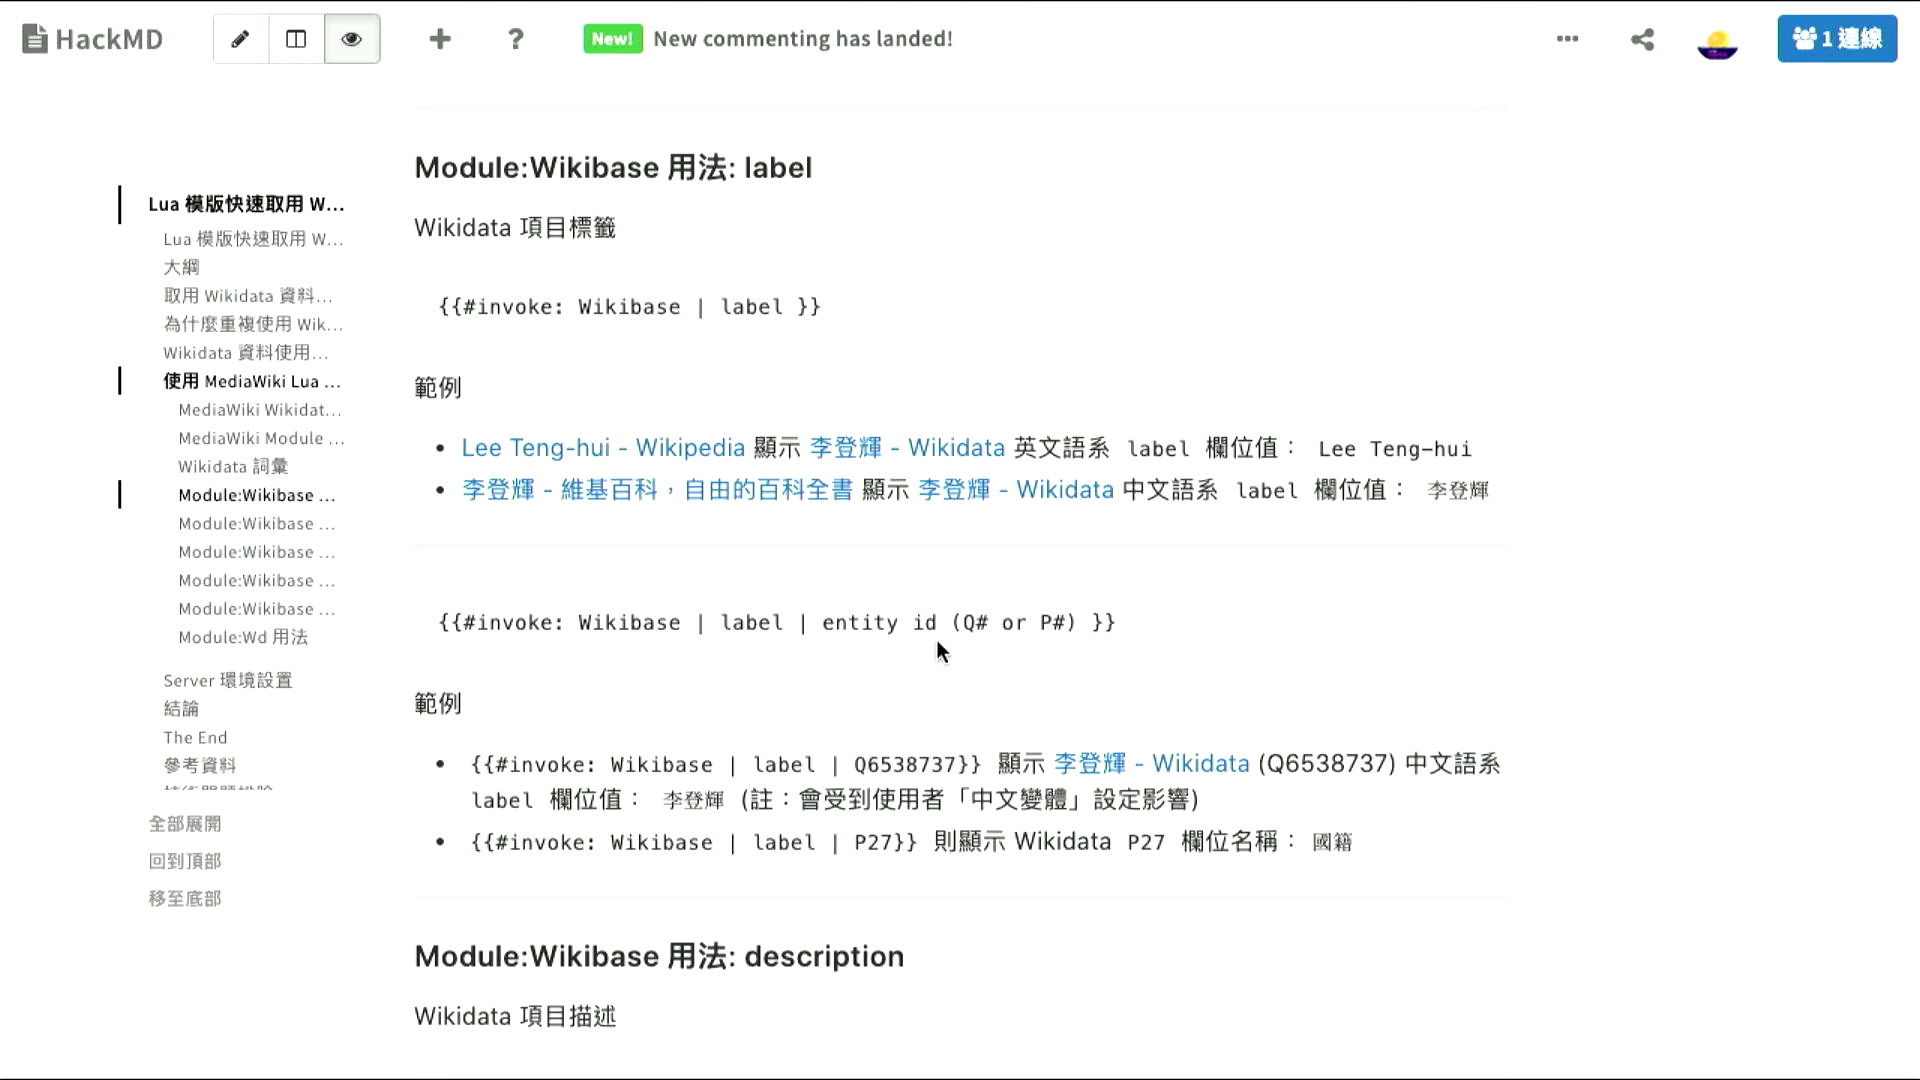 HackMD
New! New commenting has landed!
1 連線
Lua 模版快速取用 W...
Lua 模版快速取用 W...
大綱
取用 Wikidata 資料...
為什麼重複使用 Wik...
Wikidata 資料使用...
使用 MediaWiki Lua ...
MediaWiki Wikidat...
MediaWiki Module ...
Wikidata 詞彙
Module:Wikibase ...
Module:Wikibase ...
Module:Wikibase ...
Module:Wikibase ...
Module:Wikibase ...
Module:Wd 用法
Server 環境設置
結論
The End
參考資料
全部展開
回到頂部
移至底部
Module:Wikibase 用法: label
Wikidata 項目標籤
{{#invoke: Wikibase | label }}
範例
• Lee Teng-hui - Wikipedia 顯示 李登輝 - Wikidata 英文語系 label 欄位值： Lee Teng-hui
• 李登輝 - 維基百科，自由的百科全書 顯示 李登輝 - Wikidata 中文語系 label 欄位值： 李登輝
{{#invoke: Wikibase | label | entity id (Q# or P#) }}
範例
• {{#invoke: Wikibase | label | Q6538737}} 顯示 李登輝 - Wikidata (Q6538737) 中文語系
label 欄位值： 李登輝 (註：會受到使用者「中文變體」設定影響)
• {{#invoke: Wikibase | label | P27}} 則顯示 Wikidata P27 欄位名稱： 國籍
Module:Wikibase 用法: description
Wikidata 項目描述